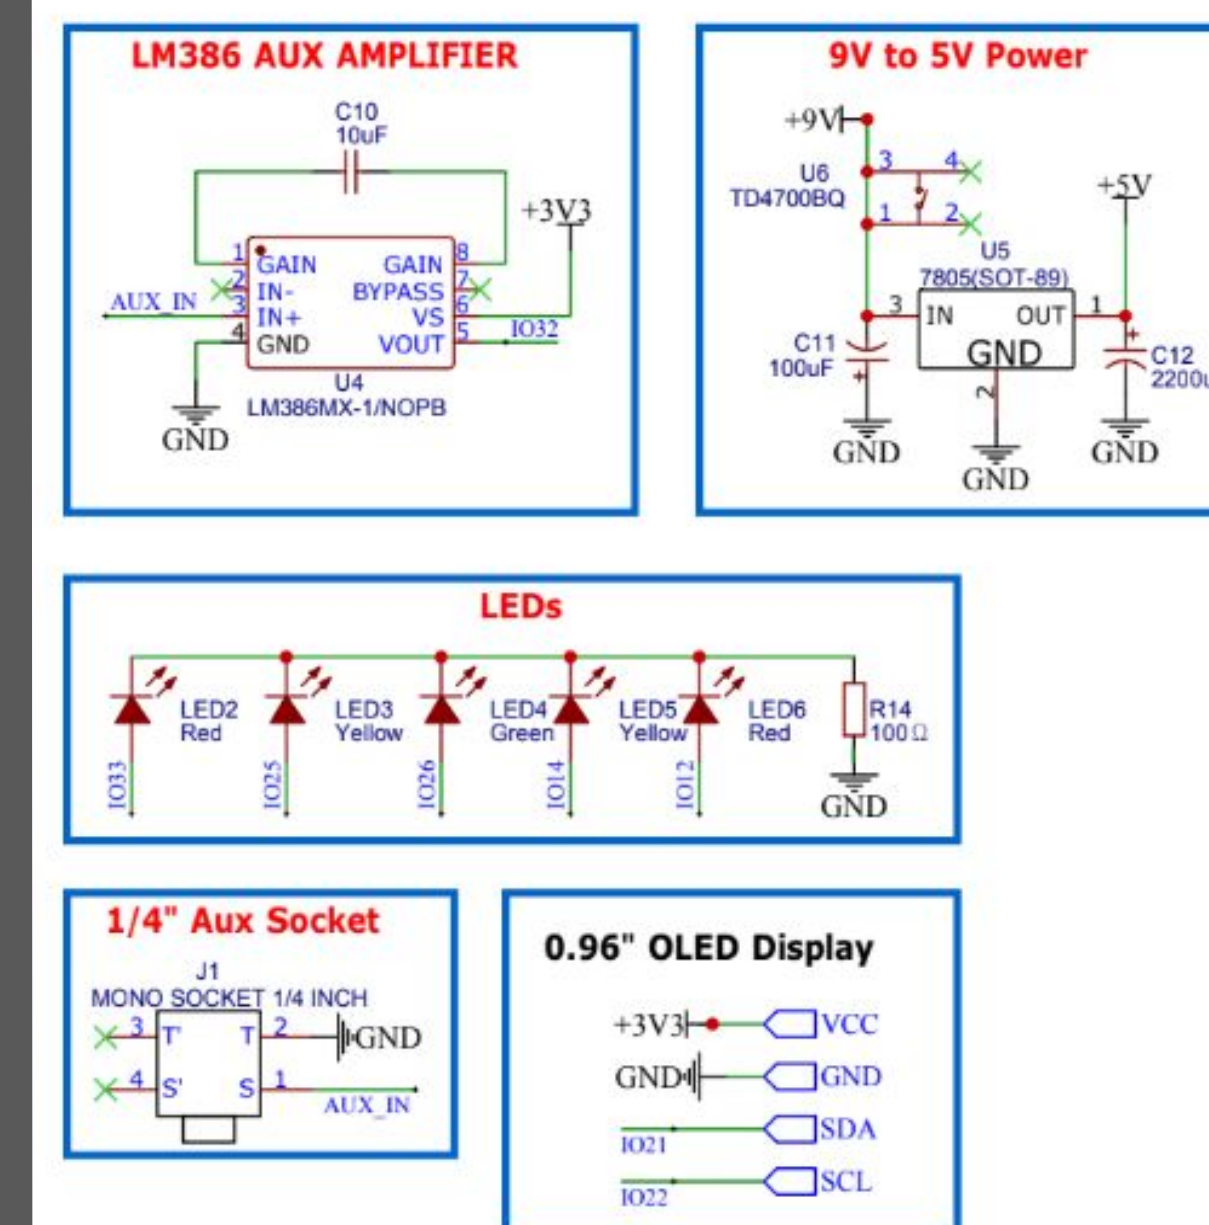 LM386 AUX AMPLIFIER
C10
10uF
+3V3
1
GAIN
GAIN
8
2
IN-
BYPASS
7
AUX_IN
3
IN+
VS
6
4
GND
VOUT
5
IO32
U4
LM386MX-1/NOPB
GND
9V to 5V Power
+9V
3
4
U6
TD4700BQ
1
2
+5V
U5
7805(SOT-89)
3
IN
OUT
1
GND
2
C11
100uF
+
+
C12
2200u
GND
GND
GND
LEDs
LED2
Red
LED3
Yellow
LED4
Green
LED5
Yellow
LED6
Red
R14
100Ω
IO33
IO25
IO26
IO14
IO12
GND
1/4" Aux Socket
J1
MONO SOCKET 1/4 INCH
3
T'
T
2
GND
4
S'
S
1
AUX_IN
0.96" OLED Display
+3V3
VCC
GND
GND
IO21
SDA
IO22
SCL